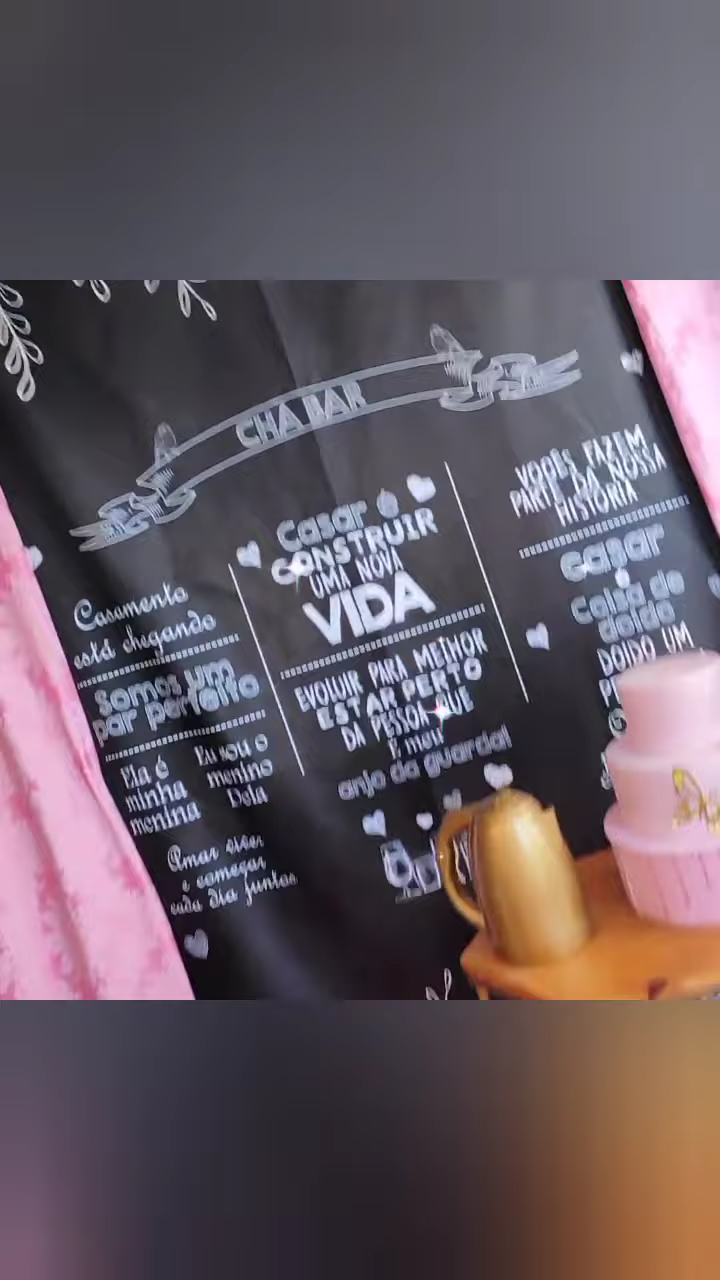 CHA BAR
Casamento
está chegando
Somos um
par perfeito
Ela é
minha
menina
Eu sou o
menino
Dela
Amar viver
e começar
cada dia juntos
Casar é
CONSTRUIR
UMA NOVA
VIDA
EVOLUIR PARA MELHOR
ESTAR PERTO
DA PESSOA QUE
É meu
anjo da guarda!
VOCÊS FAZEM
PARTE DA NOSSA
HISTÓRIA
Casar
é
Coisa de
doido
DOIDO UM